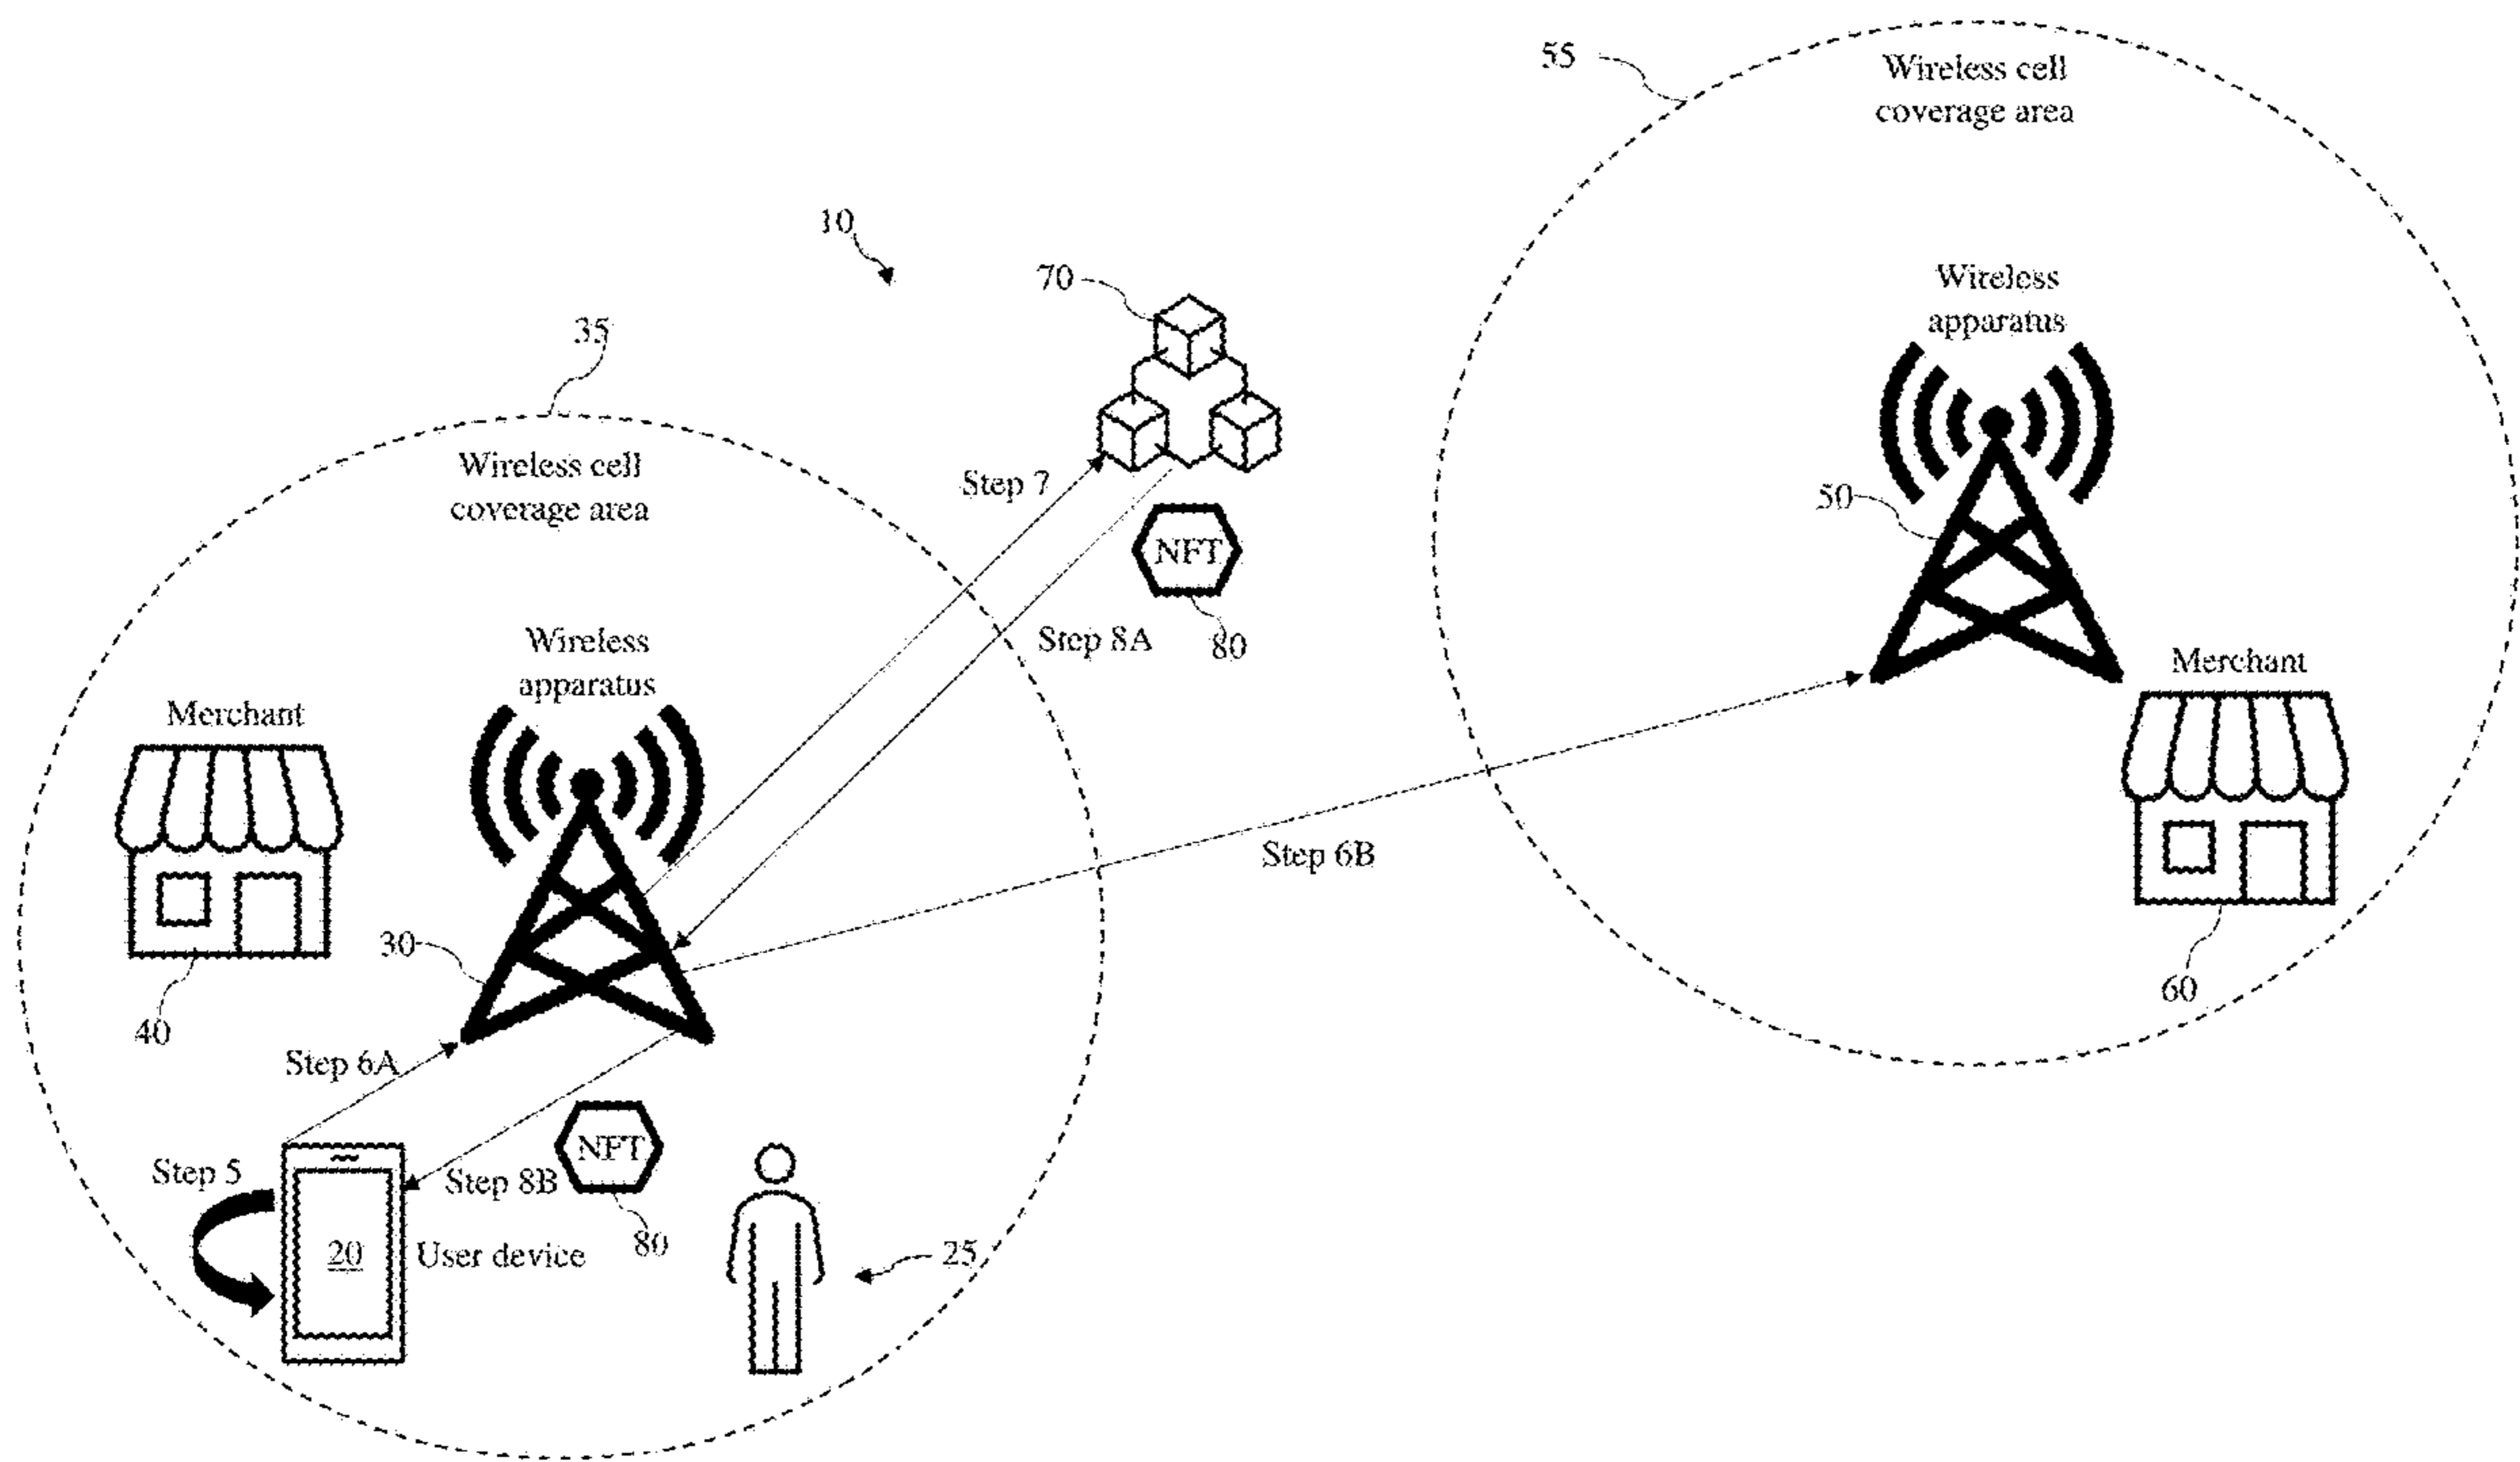 55
Wireless cell
coverage area
10
70
Wireless
apparatus
35
Wireless cell
coverage area
Step 7
50
NFT
Step 8A
80
Wireless
apparatus
Merchant
Merchant
Step 6B
30
60
40
Step 6A
NFT
Step 5
Step 8B
80
20
User device
25